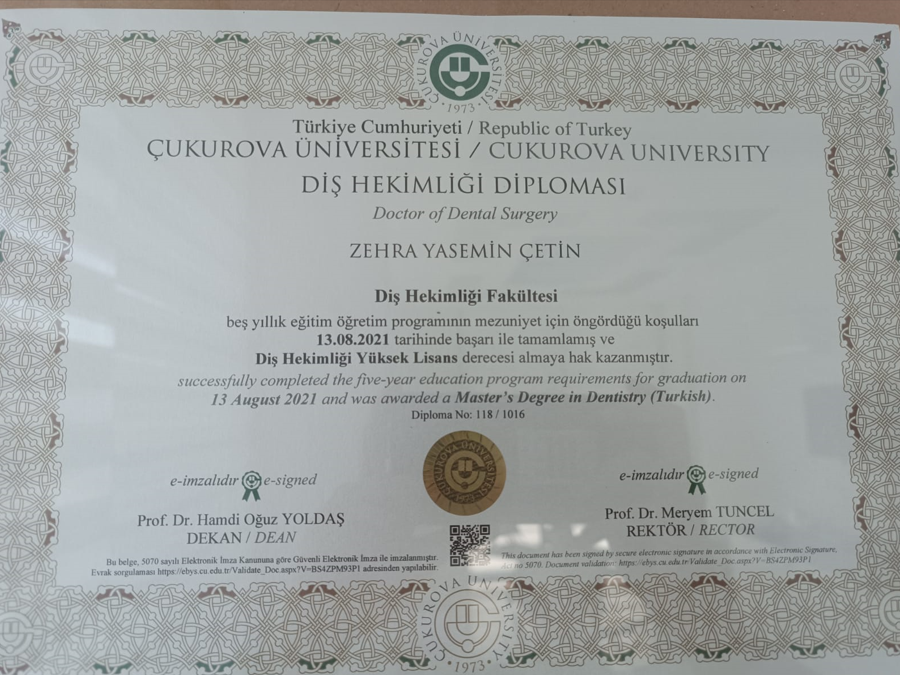 ÇUKUROVA ÜNİVERSİTESİ
1973
Türkiye Cumhuriyeti / Republic of Turkey
ÇUKUROVA ÜNİVERSİTESİ / CUKUROVA UNIVERSITY
DİŞ HEKİMLİĞİ DİPLOMASI
Doctor of Dental Surgery
ZEHRA YASEMİN ÇETİN
Diş Hekimliği Fakültesi
beş yıllık eğitim öğretim programının mezuniyet için öngördüğü koşulları
13.08.2021 tarihinde başarı ile tamamlamış ve
Diş Hekimliği Yüksek Lisans derecesi almaya hak kazanmıştır.
successfully completed the five-year education program requirements for graduation on
13 August 2021 and was awarded a Master's Degree in Dentistry (Turkish).
Diploma No: 118 / 1016
e-imzalıdır e-signed
Prof. Dr. Hamdi Oğuz YOLDAŞ
DEKAN / DEAN
e-imzalıdır e-signed
Prof. Dr. Meryem TUNCEL
REKTÖR / RECTOR
Bu belge, 5070 sayılı Elektronik İmza Kanununa göre Güvenli Elektronik İmza ile imzalanmıştır.
Evrak sorgulaması https://ebys.cu.edu.tr/Validate_Doc.aspx?V=BS4ZPM93P1 adresinden yapılabilir.
This document has been signed by secure electronic signature in accordance with Electronic Signature,
Act no 5070. Document validation: https://ebys.cu.edu.tr/Validate_Doc.aspx?V=BS4ZPM93P1
ÇUKUROVA ÜNİVERSİTESİ
1973